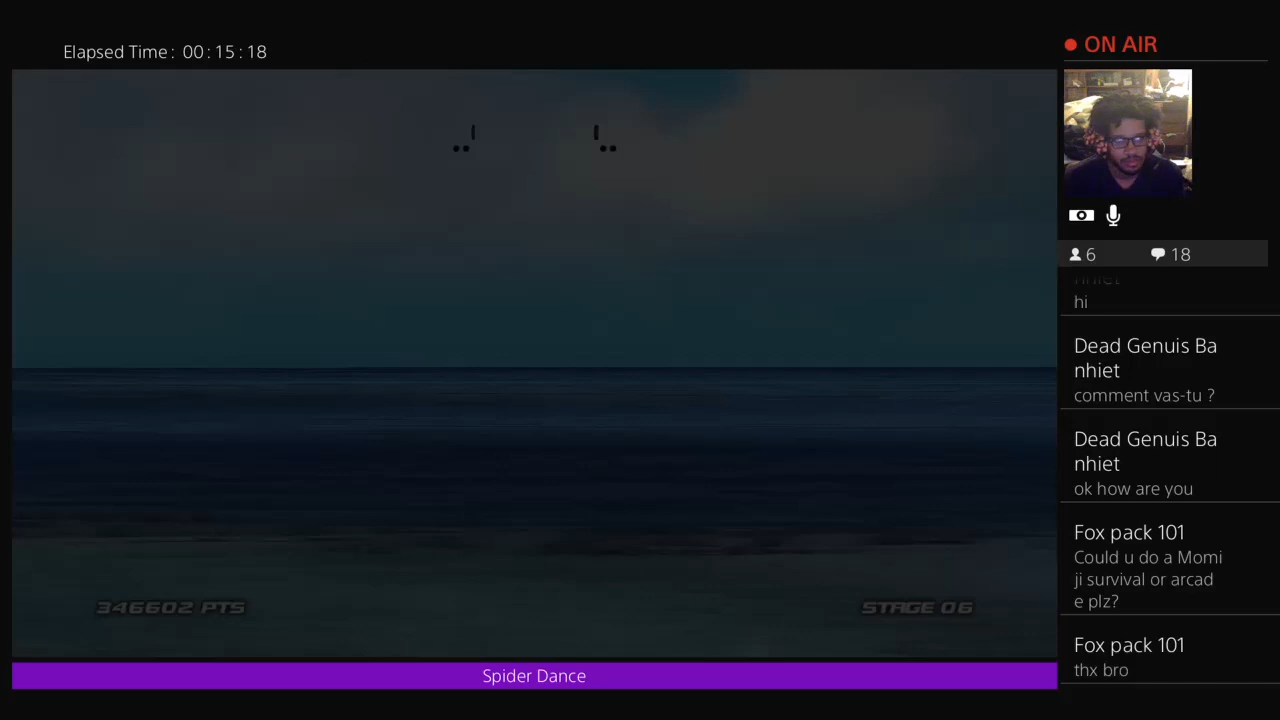 Elapsed Time: 00:15:18
ON AIR
6 18
hi
Dead Genuis Ba
nhiet
comment vas-tu ?
Dead Genuis Ba
nhiet
ok how are you
Fox pack 101
Could u do a Momi
ji survival or arcad
e plz?
Fox pack 101
thx bro
346602 PTS
STAGE 06
Spider Dance